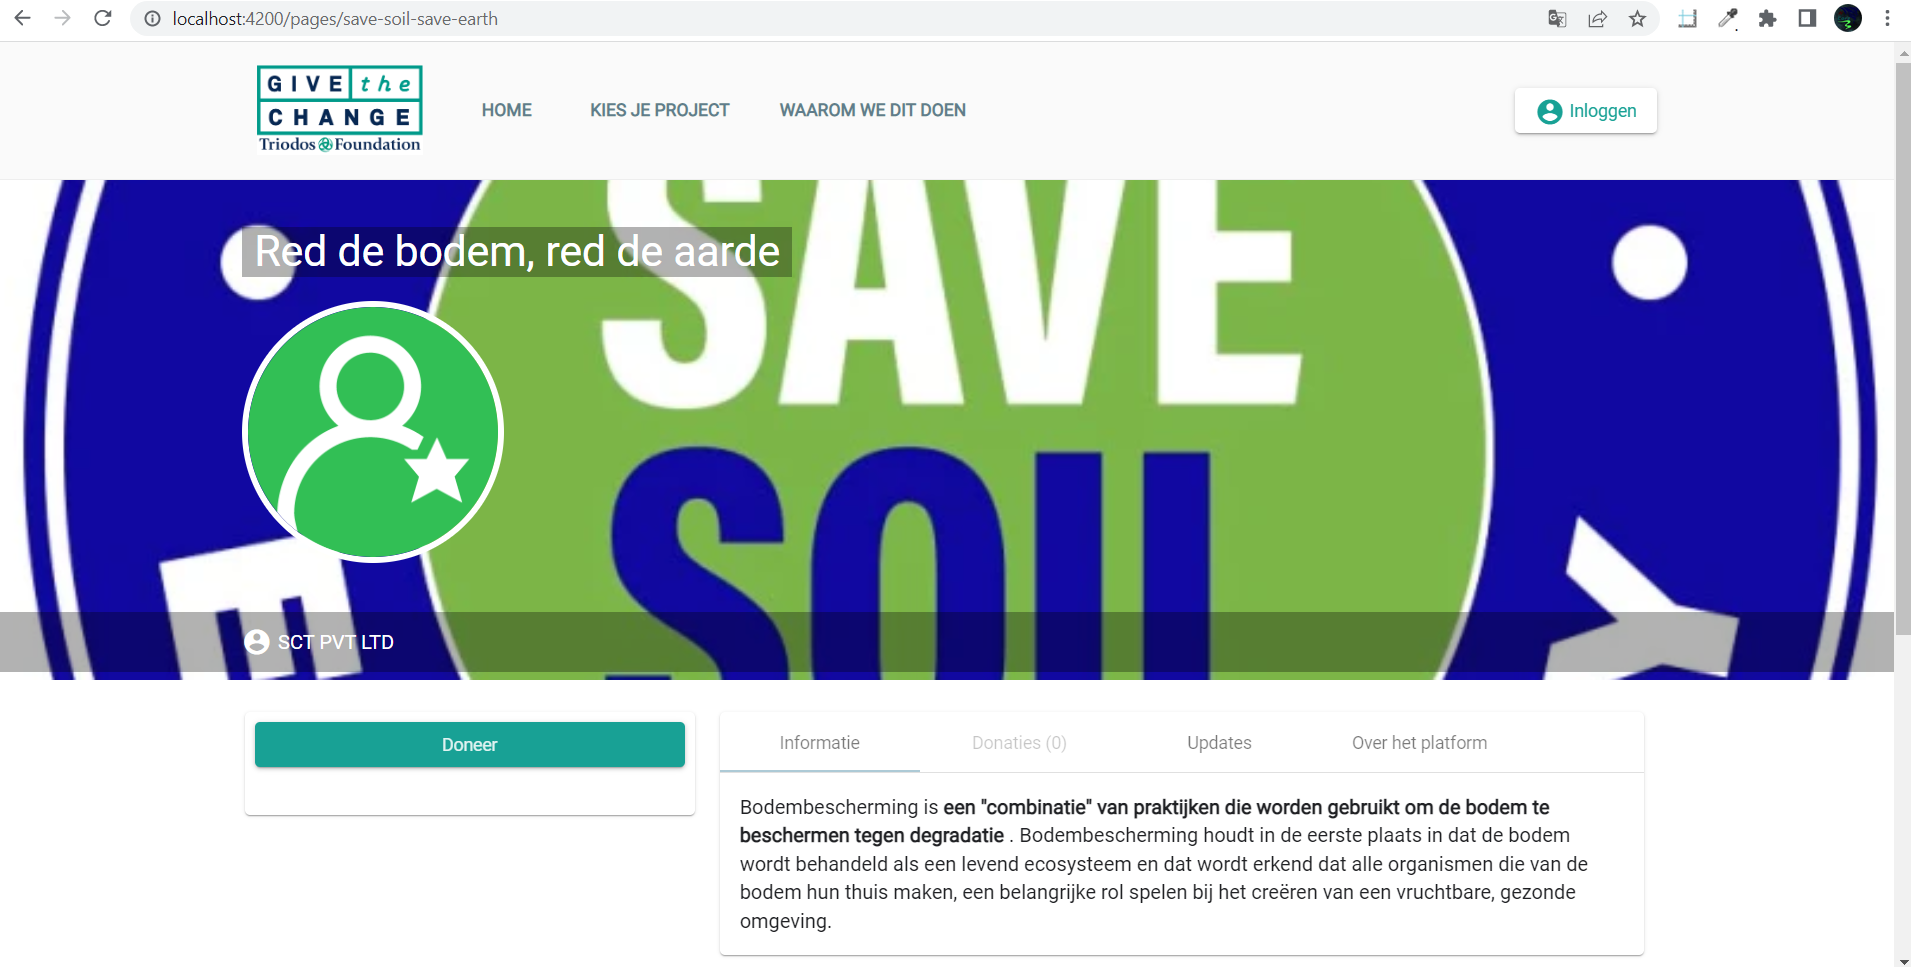 localhost:4200/pages/save-soil-save-earth
GIVE the
CHANGE
Triodos Foundation
HOME
KIES JE PROJECT
WAAROM WE DIT DOEN
Inloggen
SAVE
SOIL
Red de bodem, red de aarde
E
Y
SCT PVT LTD
Doneer
Informatie
Donaties (0)
Updates
Over het platform
Bodembescherming is een "combinatie" van praktijken die worden gebruikt om de bodem te
beschermen tegen degradatie . Bodembescherming houdt in de eerste plaats in dat de bodem
wordt behandeld als een levend ecosysteem en dat wordt erkend dat alle organismen die van de
bodem hun thuis maken, een belangrijke rol spelen bij het creëren van een vruchtbare, gezonde
omgeving.